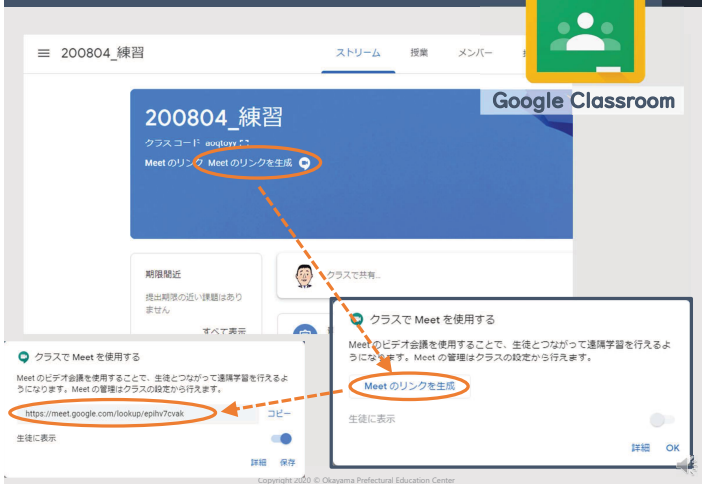 200804_練習
ストリーム 授業 メンバー
Google Classroom
200804_練習
クラスコード
Meet のリンク Meet のリンクを生成
期限間近
提出期限の近い課題はあり
ません
すべて表示
クラスで共有...
クラスで Meet を使用する
Meet のビデオ会議を使用することで、生徒とつながって遠隔学習を行えるよ
うになります。Meet の管理はクラスの設定から行えます。
Meet のリンクを生成
生徒に表示
詳細 OK
クラスで Meet を使用する
Meet のビデオ会議を使用することで、生徒とつながって遠隔学習を行えるよ
うになります。Meet の管理はクラスの設定から行えます。
https://meet.google.com/lookup/epihv7cvak
コピー
生徒に表示
詳細 保存
Copyright 2020 © Okayama Prefectural Education Center